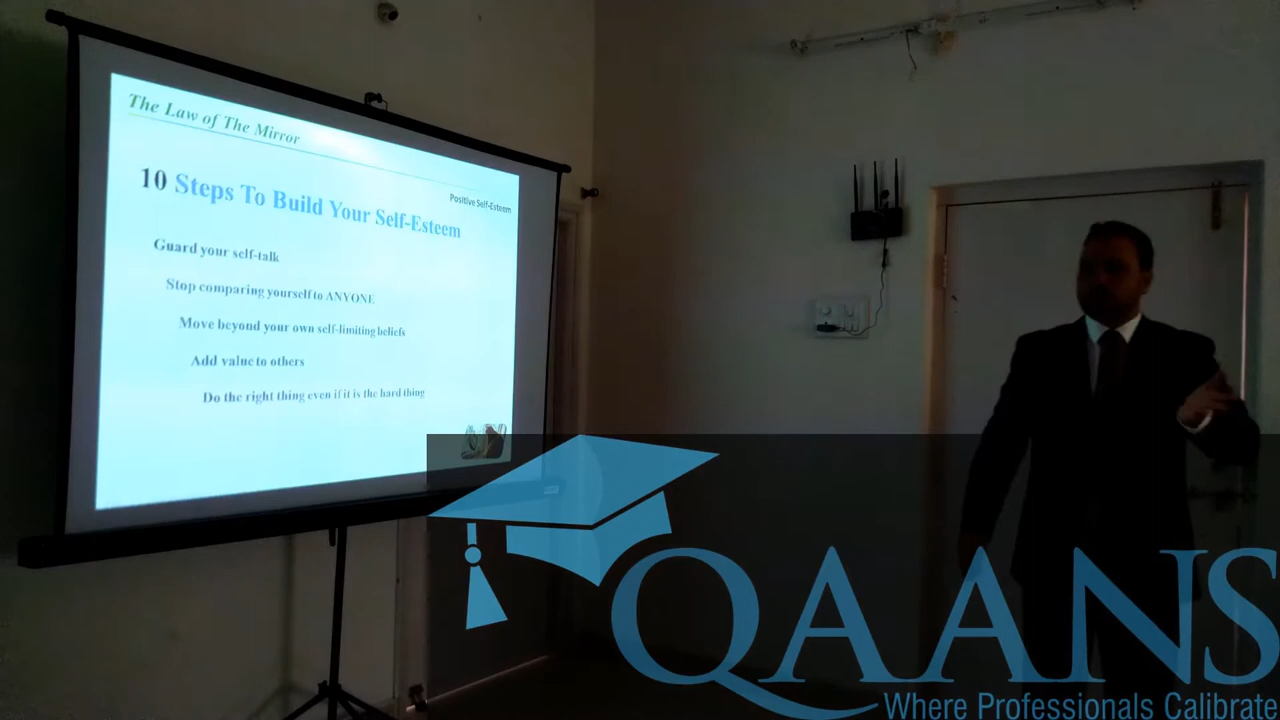 The Law of The Mirror
Positive Self-Esteem
10 Steps To Build Your Self-Esteem
Guard your self-talk
Stop comparing yourself to ANYONE
Move beyond your own self-limiting beliefs
Add value to others
Do the right thing even if it is the hard thing
QAANS
Where Professionals Calibrate